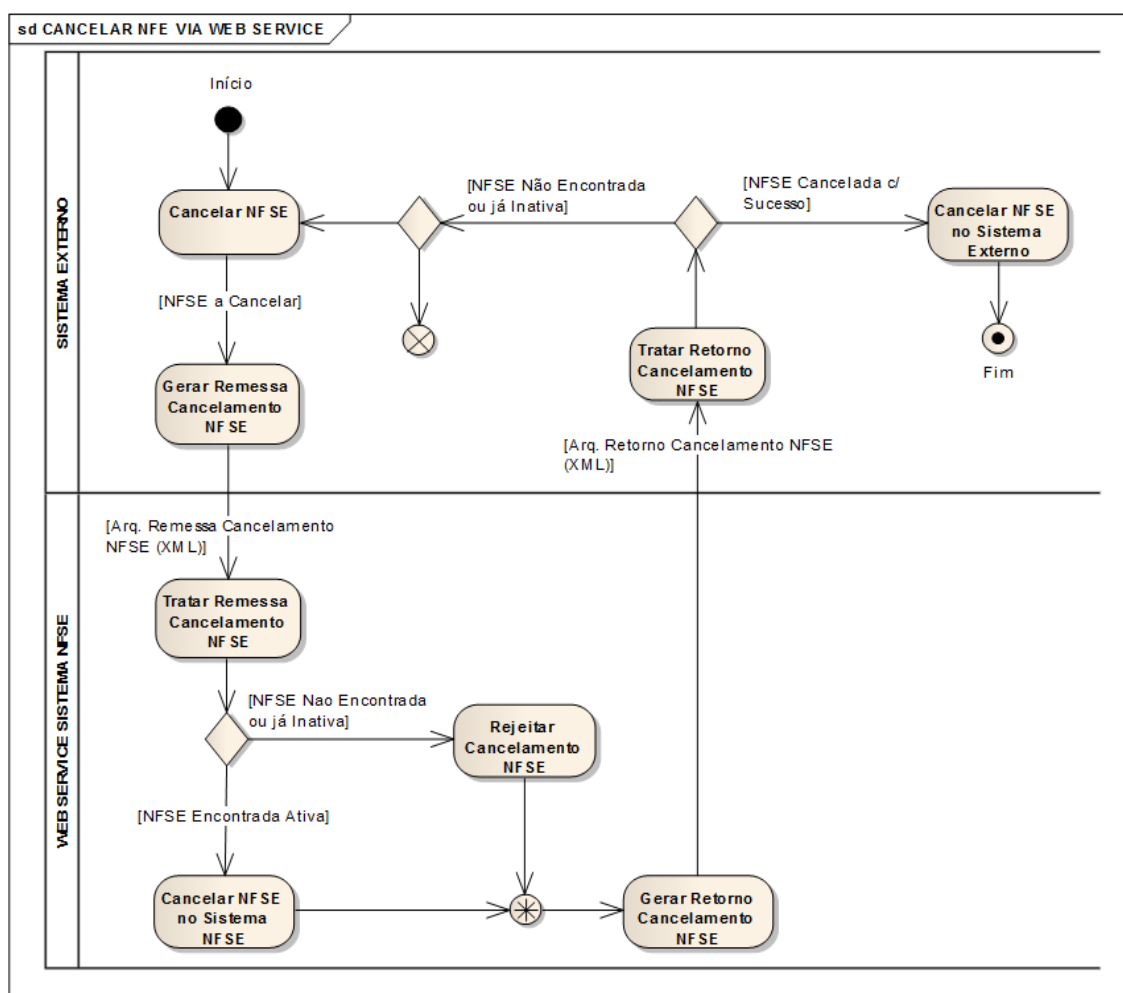 sd CANCELAR NFE VIA WEB SERVICE
SISTEMA EXTERNO
Início
Cancelar NFSE
[NFSE Não Encontrada
ou já Inativa]
[NFSE Cancelada c/
Sucesso]
Cancelar NFSE
no Sistema
Externo
[NFSE a Cancelar]
Gerar Remessa
Cancelamento
NFSE
Tratar Retorno
Cancelamento
NFSE
Fim
[Arq. Retorno Cancelamento NFSE
(XML)]
WEB SERVICE SISTEMA NFSE
[Arq. Remessa Cancelamento
NFSE (XML)]
Tratar Remessa
Cancelamento
NFSE
[NFSE Nao Encontrada
ou já Inativa]
Rejeitar
Cancelamento
NFSE
[NFSE Encontrada Ativa]
Cancelar NFSE
no Sistema
NFSE
Gerar Retorno
Cancelamento
NFSE